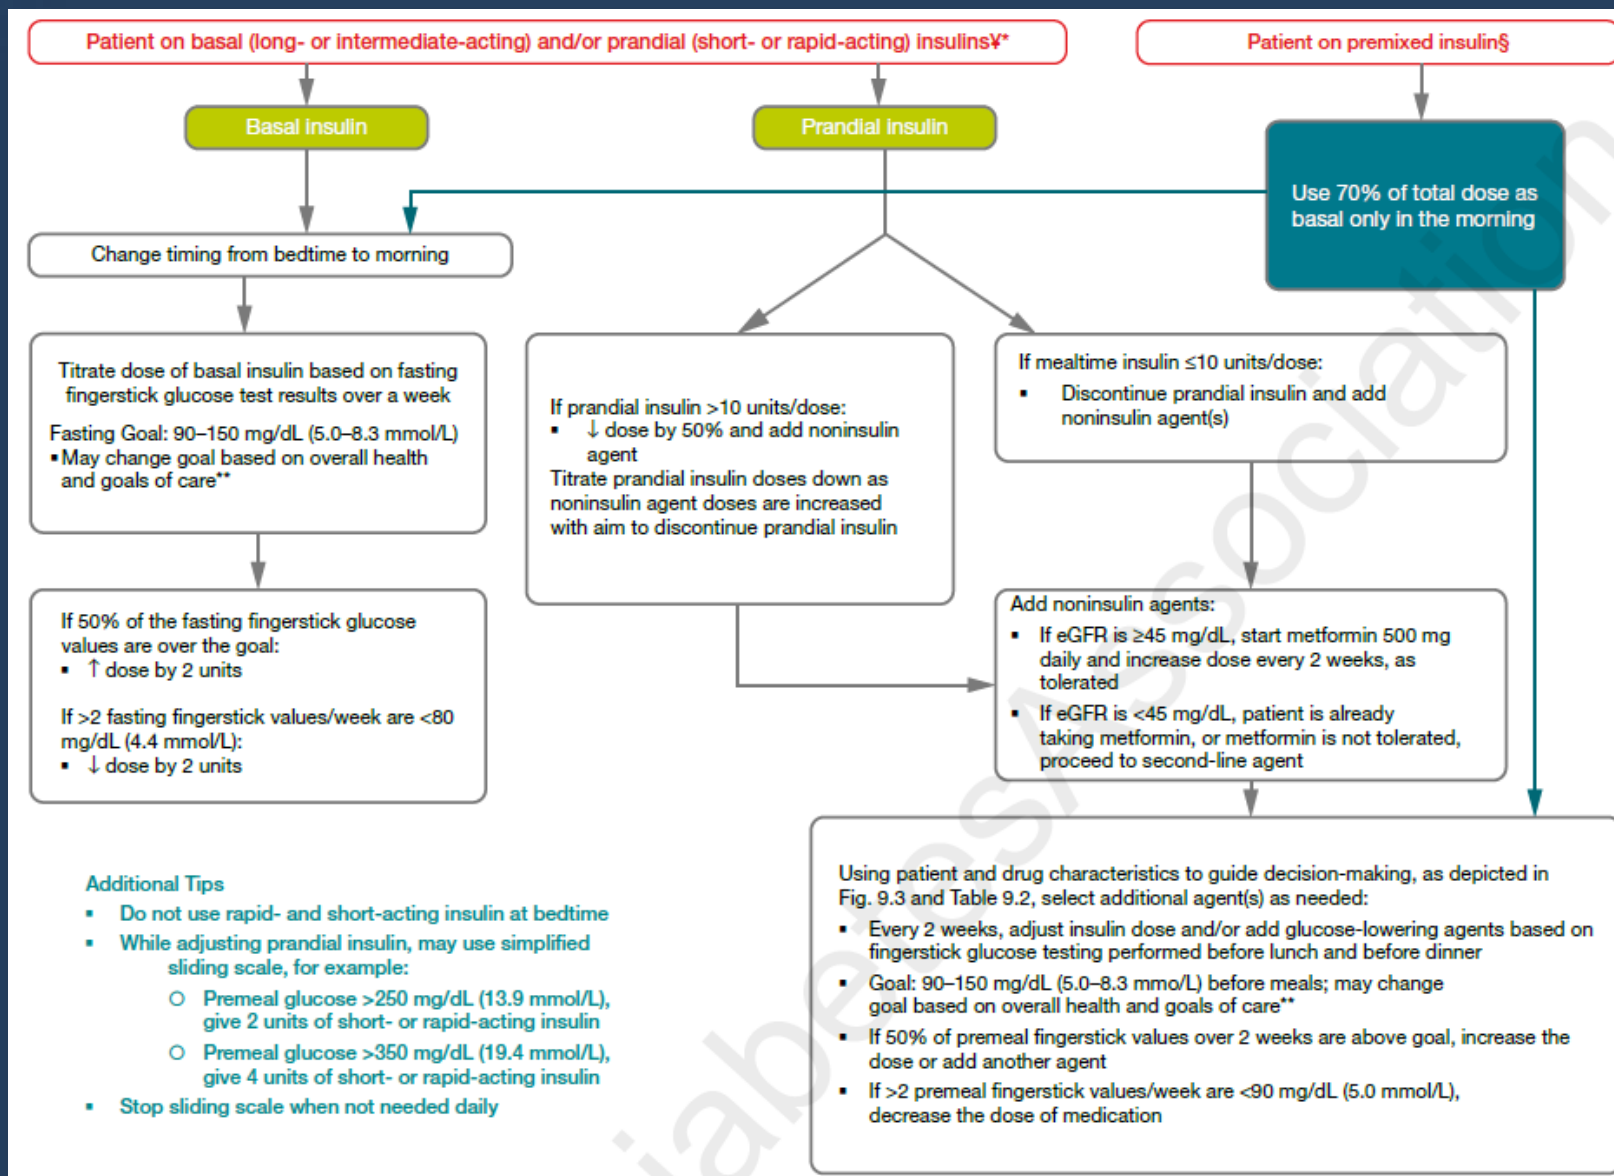 Patient on basal (long- or intermediate-acting) and/or prandial (short- or rapid-acting) insulins¥*
Patient on premixed insulin§
Basal insulin
Prandial insulin
Use 70% of total dose as
basal only in the morning
Change timing from bedtime to morning
Titrate dose of basal insulin based on fasting
fingerstick glucose test results over a week
Fasting Goal: 90–150 mg/dL (5.0–8.3 mmol/L)
▪ May change goal based on overall health
and goals of care**
If prandial insulin >10 units/dose:
▪ ↓ dose by 50% and add noninsulin
agent
Titrate prandial insulin doses down as
noninsulin agent doses are increased
with aim to discontinue prandial insulin
If mealtime insulin ≤10 units/dose:
▪ Discontinue prandial insulin and add
noninsulin agent(s)
If 50% of the fasting fingerstick glucose
values are over the goal:
▪ ↑ dose by 2 units
If >2 fasting fingerstick values/week are <80
mg/dL (4.4 mmol/L):
▪ ↓ dose by 2 units
Add noninsulin agents:
▪ If eGFR is ≥45 mg/dL, start metformin 500 mg
daily and increase dose every 2 weeks, as
tolerated
▪ If eGFR is <45 mg/dL, patient is already
taking metformin, or metformin is not tolerated,
proceed to second-line agent
Additional Tips
▪ Do not use rapid- and short-acting insulin at bedtime
▪ While adjusting prandial insulin, may use simplified
sliding scale, for example:
○ Premeal glucose >250 mg/dL (13.9 mmol/L),
give 2 units of short- or rapid-acting insulin
○ Premeal glucose >350 mg/dL (19.4 mmol/L),
give 4 units of short- or rapid-acting insulin
▪ Stop sliding scale when not needed daily
Using patient and drug characteristics to guide decision-making, as depicted in
Fig. 9.3 and Table 9.2, select additional agent(s) as needed:
▪ Every 2 weeks, adjust insulin dose and/or add glucose-lowering agents based on
fingerstick glucose testing performed before lunch and before dinner
▪ Goal: 90–150 mg/dL (5.0–8.3 mmo/L) before meals; may change
goal based on overall health and goals of care**
▪ If 50% of premeal fingerstick values over 2 weeks are above goal, increase the
dose or add another agent
▪ If >2 premeal fingerstick values/week are <90 mg/dL (5.0 mmol/L),
decrease the dose of medication
iabetesAssociation